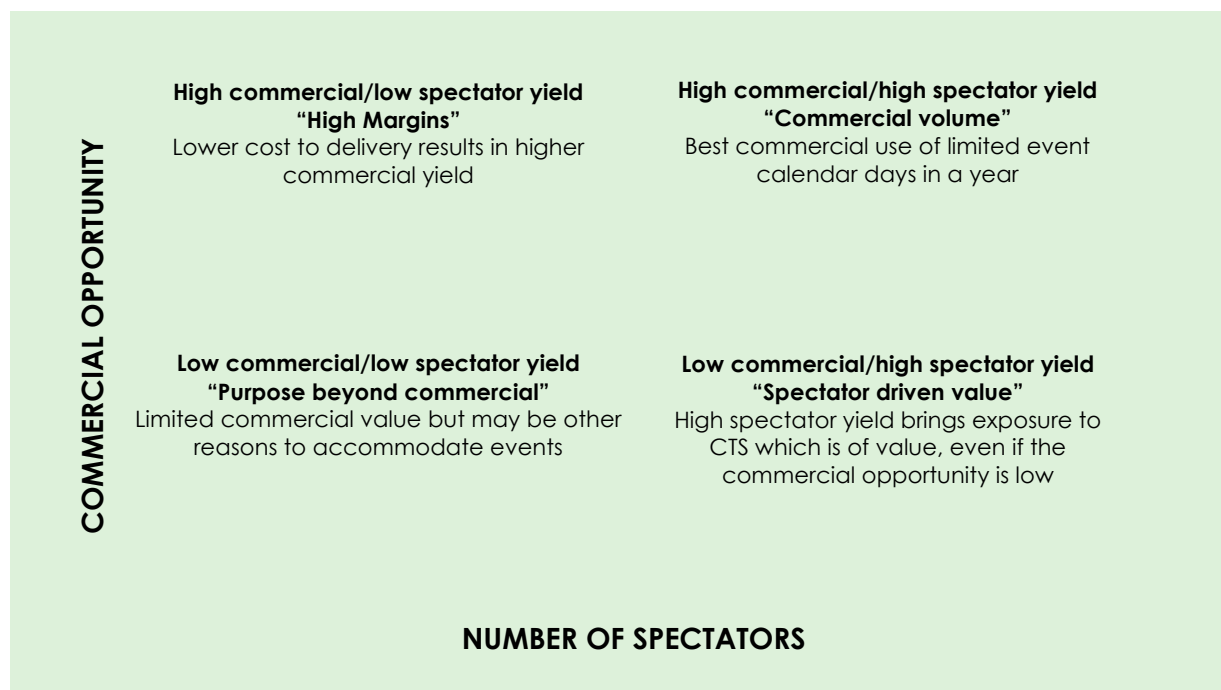 High commercial/low spectator yield
“High Margins”
Lower cost to delivery results in higher
commercial yield
High commercial/high spectator yield
“Commercial volume”
Best commercial use of limited event
calendar days in a year
COMMERCIAL OPPORTUNITY
Low commercial/low spectator yield
“Purpose beyond commercial”
Limited commercial value but may be other
reasons to accommodate events
Low commercial/high spectator yield
“Spectator driven value”
High spectator yield brings exposure to
CTS which is of value, even if the
commercial opportunity is low
NUMBER OF SPECTATORS